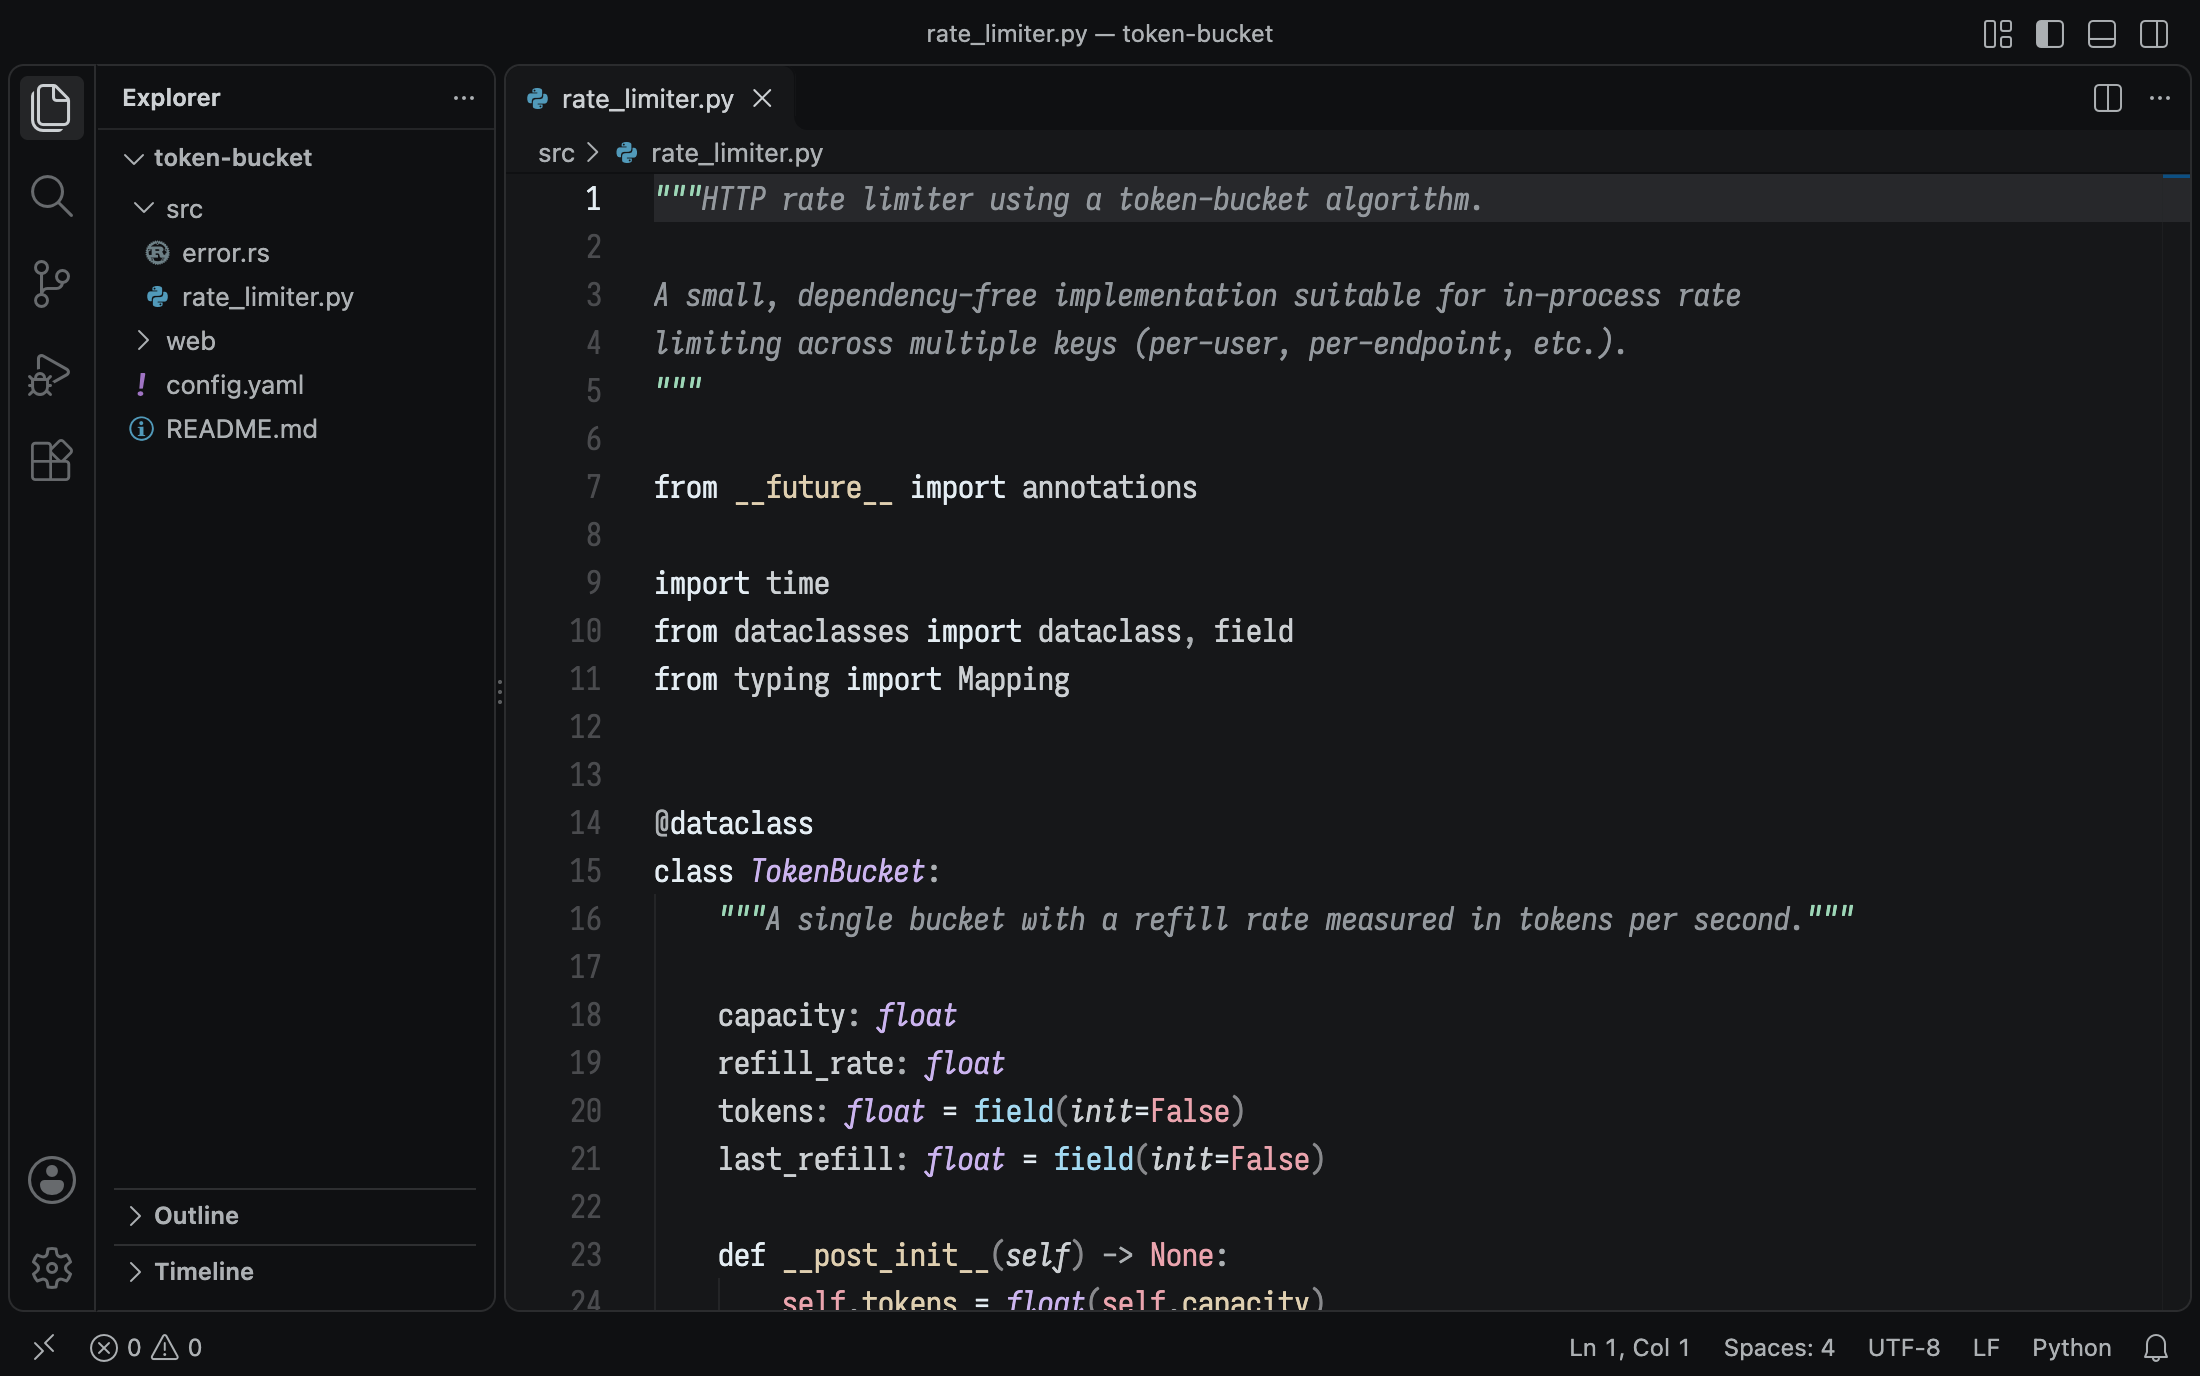 rate_limiter.py — token-bucket
Explorer
token-bucket
src
error.rs
rate_limiter.py
web
! config.yaml
README.md
Outline
Timeline
rate_limiter.py
src > rate_limiter.py
1 """HTTP rate limiter using a token-bucket algorithm.
2
3 A small, dependency-free implementation suitable for in-process rate
4 limiting across multiple keys (per-user, per-endpoint, etc.).
5 """
6
7 from __future__ import annotations
8
9 import time
10 from dataclasses import dataclass, field
11 from typing import Mapping
12
13
14 @dataclass
15 class TokenBucket:
16     """A single bucket with a refill rate measured in tokens per second."""
17
18     capacity: float
19     refill_rate: float
20     tokens: float = field(init=False)
21     last_refill: float = field(init=False)
22
23     def __post_init__(self) -> None:
24         self.tokens = float(self.capacity)
0 0
Ln 1, Col 1 Spaces: 4 UTF-8 LF Python